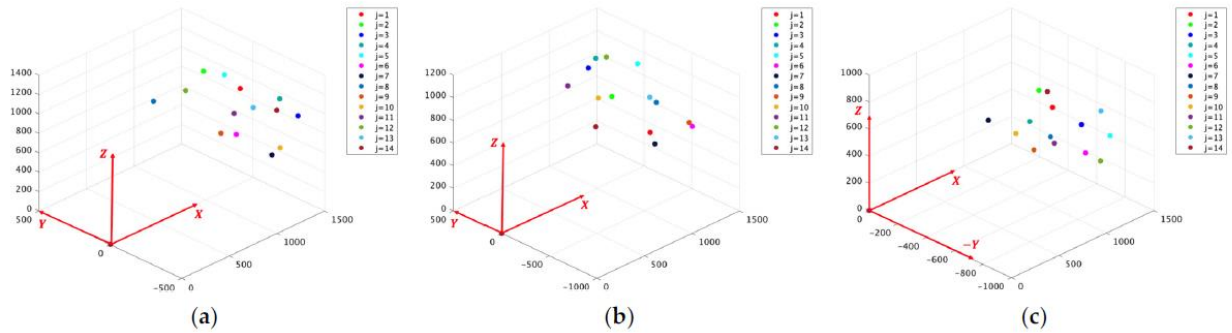 1400
1200
1000
800
600
400
200
0
500
Y
Z
X
0
-500
0
500
1000
1500
j=1
j=2
j=3
j=4
j=5
j=6
j=7
j=8
j=9
j=10
j=11
j=12
j=13
j=14
(a)
1200
1000
800
600
400
200
0
500
Y
Z
X
0
-1000
0
500
1000
1500
j=1
j=2
j=3
j=4
j=5
j=6
j=7
j=8
j=9
j=10
j=11
j=12
j=13
j=14
(b)
1000
800
600
400
200
0
Z
X
0
-200
-400
-600
-800
-1000
-Y
0
500
1000
1500
j=1
j=2
j=3
j=4
j=5
j=6
j=7
j=8
j=9
j=10
j=11
j=12
j=13
j=14
(c)